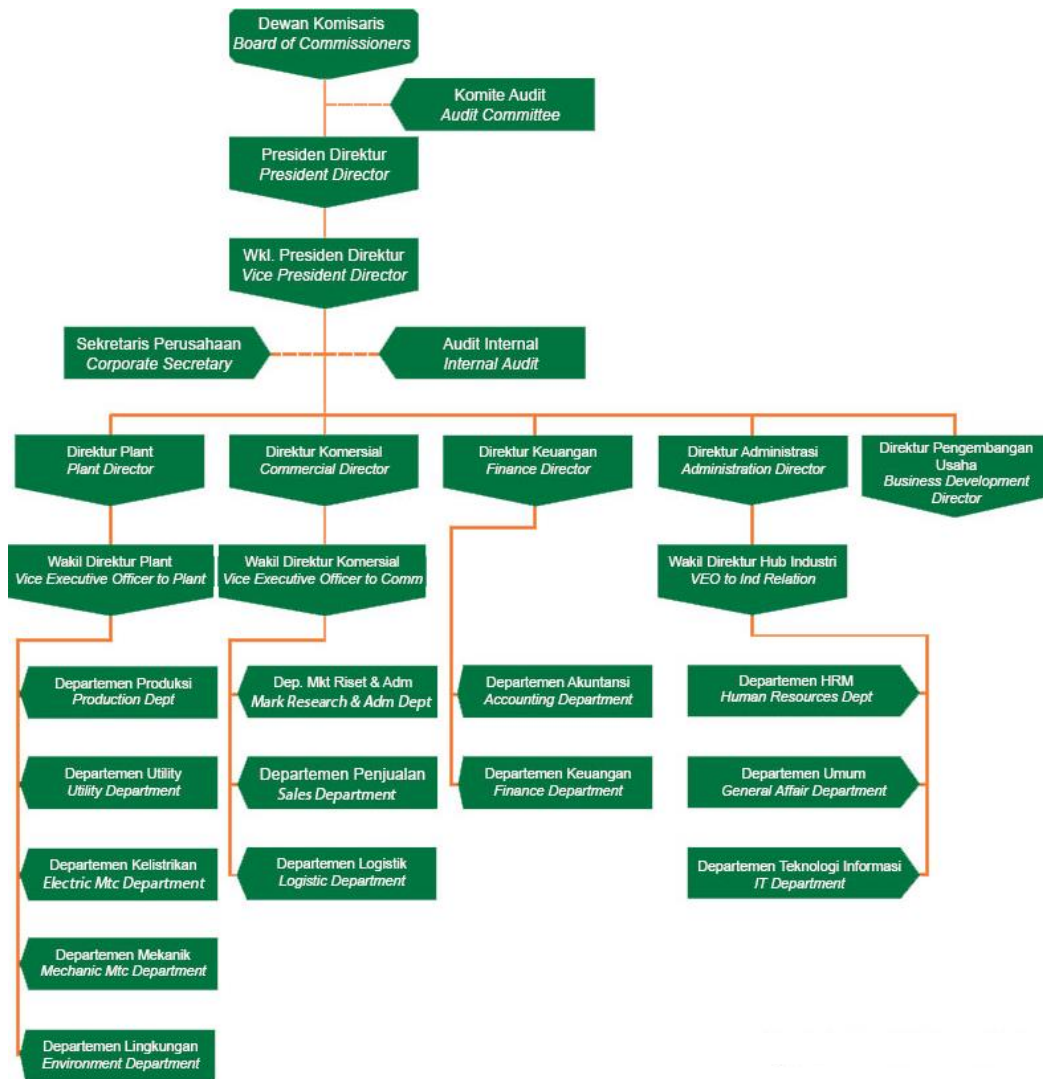 Dewan Komisaris
Board of Commissioners
Komite Audit
Audit Committee
Presiden Direktur
President Director
Wkl. Presiden Direktur
Vice President Director
Sekretaris Perusahaan
Corporate Secretary
Audit Internal
Internal Audit
Direktur Plant
Plant Director
Direktur Komersial
Commercial Director
Direktur Keuangan
Finance Director
Direktur Administrasi
Administration Director
Direktur Pengembangan
Usaha
Business Development
Director
Wakil Direktur Plant
Vice Executive Officer to Plant
Wakil Direktur Komersial
Vice Executive Officer to Comm
Wakil Direktur Hub Industri
VEO to Ind Relation
Departemen Produksi
Production Dept
Departemen Utility
Utility Department
Departemen Kelistrikan
Electric Mtc Department
Departemen Mekanik
Mechanic Mtc Department
Departemen Lingkungan
Environment Department
Dep. Mkt Riset & Adm
Mark Research & Adm Dept
Departemen Penjualan
Sales Department
Departemen Logistik
Logistic Department
Departemen Akuntansi
Accounting Department
Departemen Keuangan
Finance Department
Departemen HRM
Human Resources Dept
Departemen Umum
General Affair Department
Departemen Teknologi Informasi
IT Department